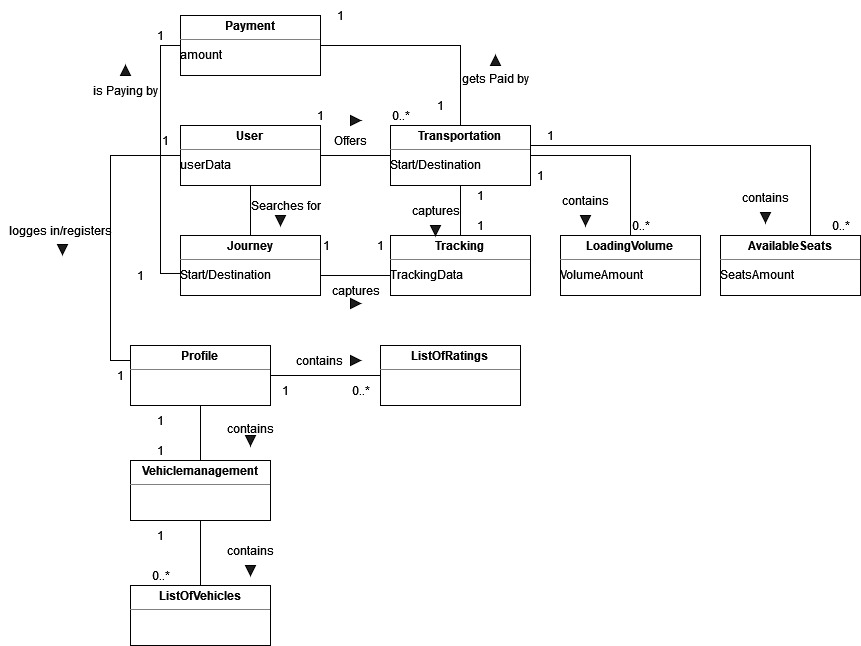 1
Payment
1
amount
is Paying by
gets Paid by
1
1
0..*
User
Offers
Transportation
1
1
userData
Start/Destination
1
1
Searches for
captures
contains
contains
logges in/registers
1
0..*
0..*
Journey
1
1
Tracking
LoadingVolume
AvailableSeats
1
Start/Destination
TrackingData
VolumeAmount
SeatsAmount
captures
Profile
contains
ListOfRatings
1
1
0..*
1
contains
1
Vehiclemanagement
1
contains
0..*
ListOfVehicles